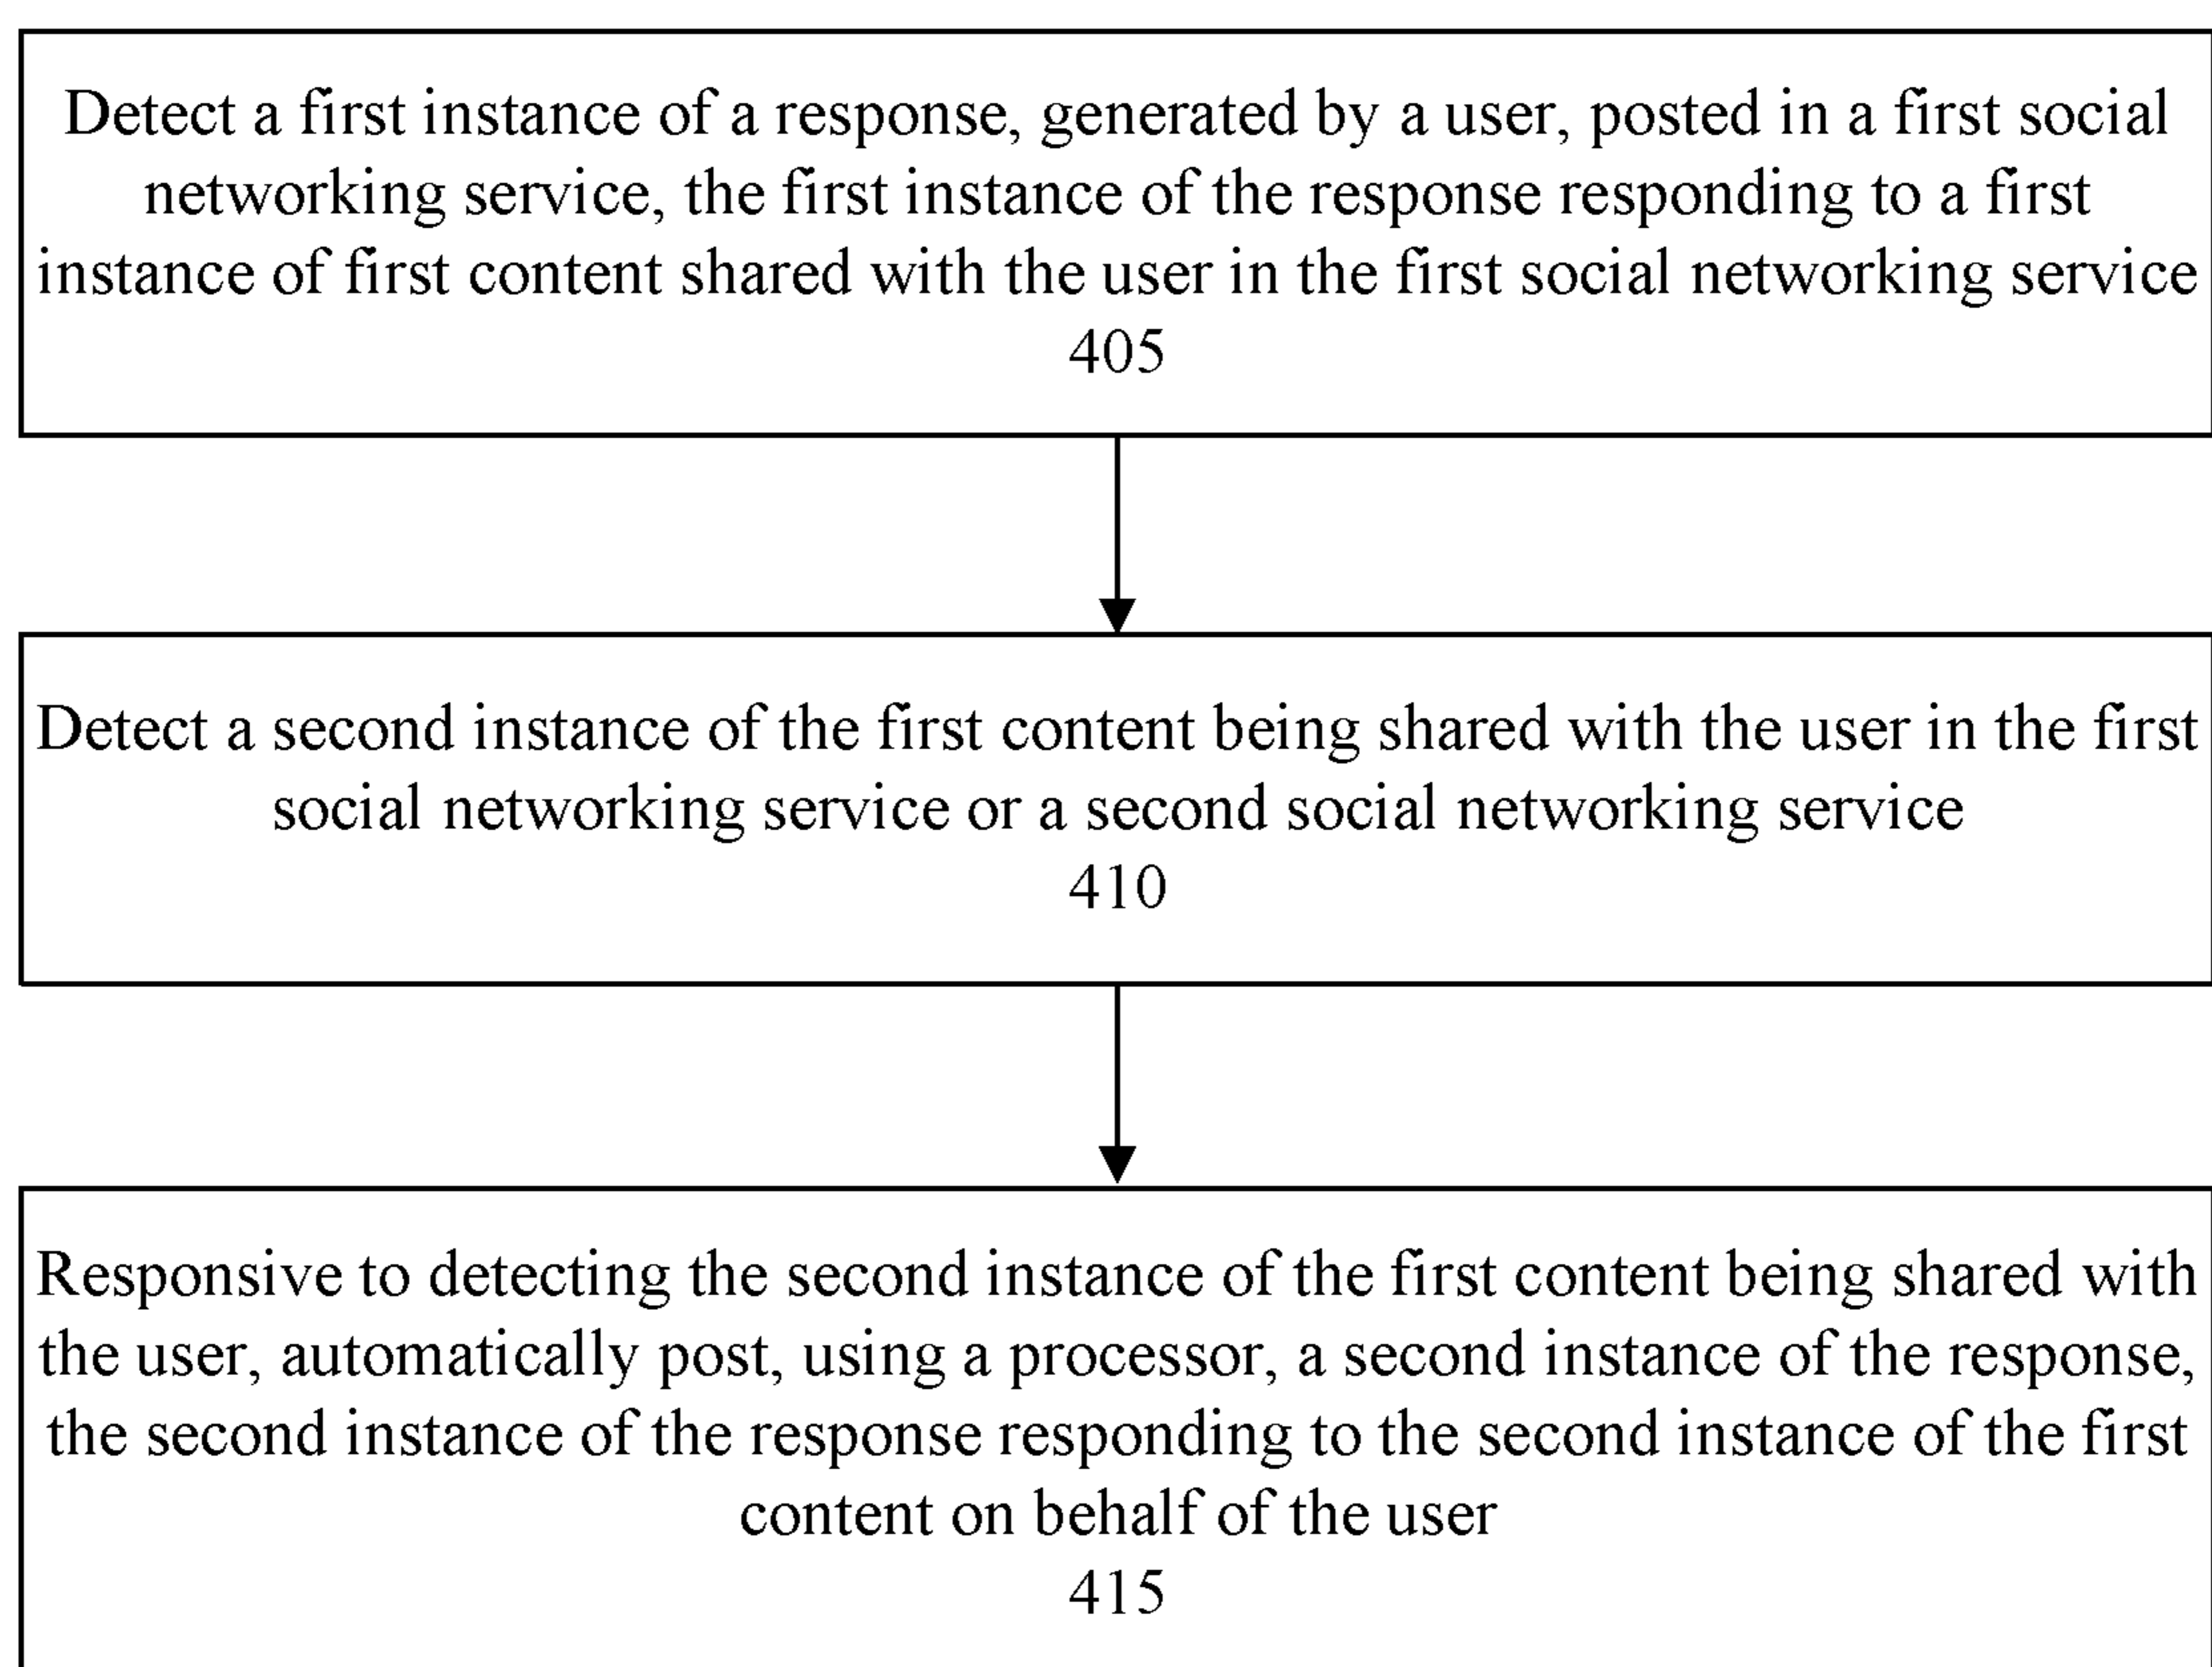 Detect a first instance of a response, generated by a user, posted in a first social
networking service, the first instance of the response responding to a first
instance of first content shared with the user in the first social networking service
405
Detect a second instance of the first content being shared with the user in the first
social networking service or a second social networking service
410
Responsive to detecting the second instance of the first content being shared with
the user, automatically post, using a processor, a second instance of the response,
the second instance of the response responding to the second instance of the first
content on behalf of the user
415